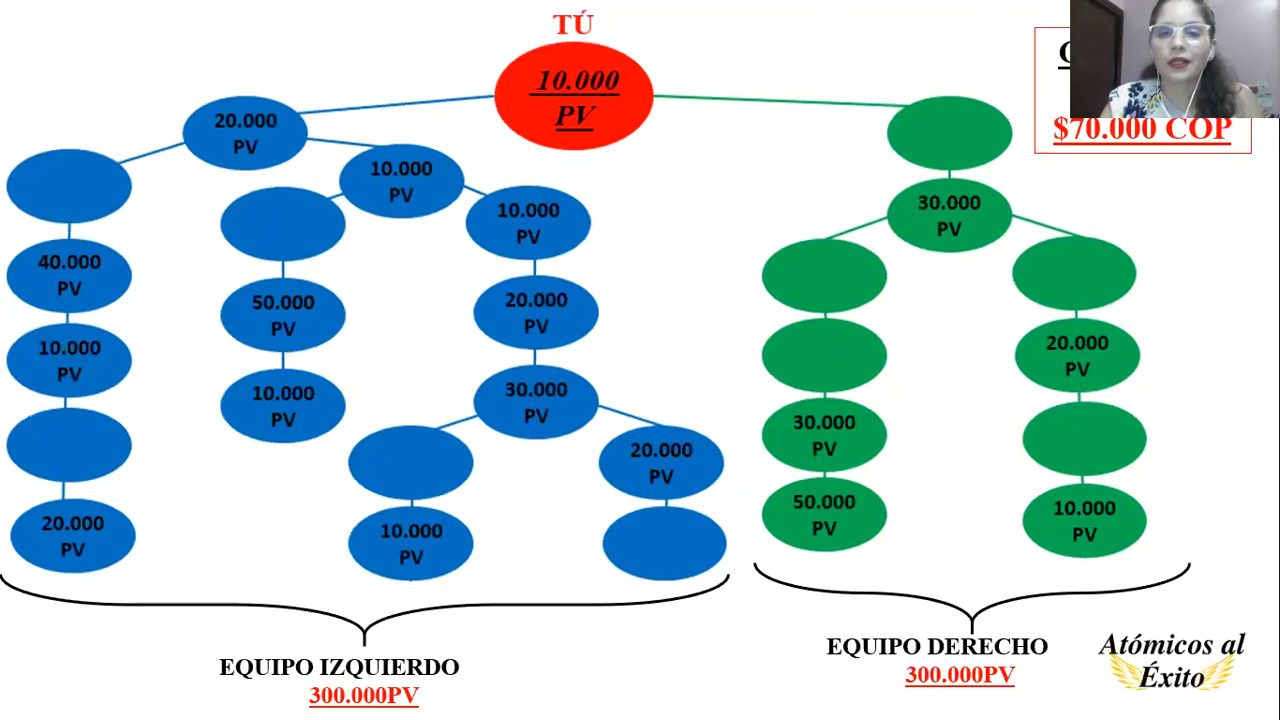 TÚ
10.000
PV
$70.000 COP
20.000
PV
10.000
PV
10.000
PV
30.000
PV
40.000
PV
50.000
PV
20.000
PV
10.000
PV
20.000
PV
10.000
PV
30.000
PV
30.000
PV
20.000
PV
50.000
PV
10.000
PV
20.000
PV
10.000
PV
EQUIPO IZQUIERDO
300.000PV
EQUIPO DERECHO
300.000PV
Atómicos al
Éxito